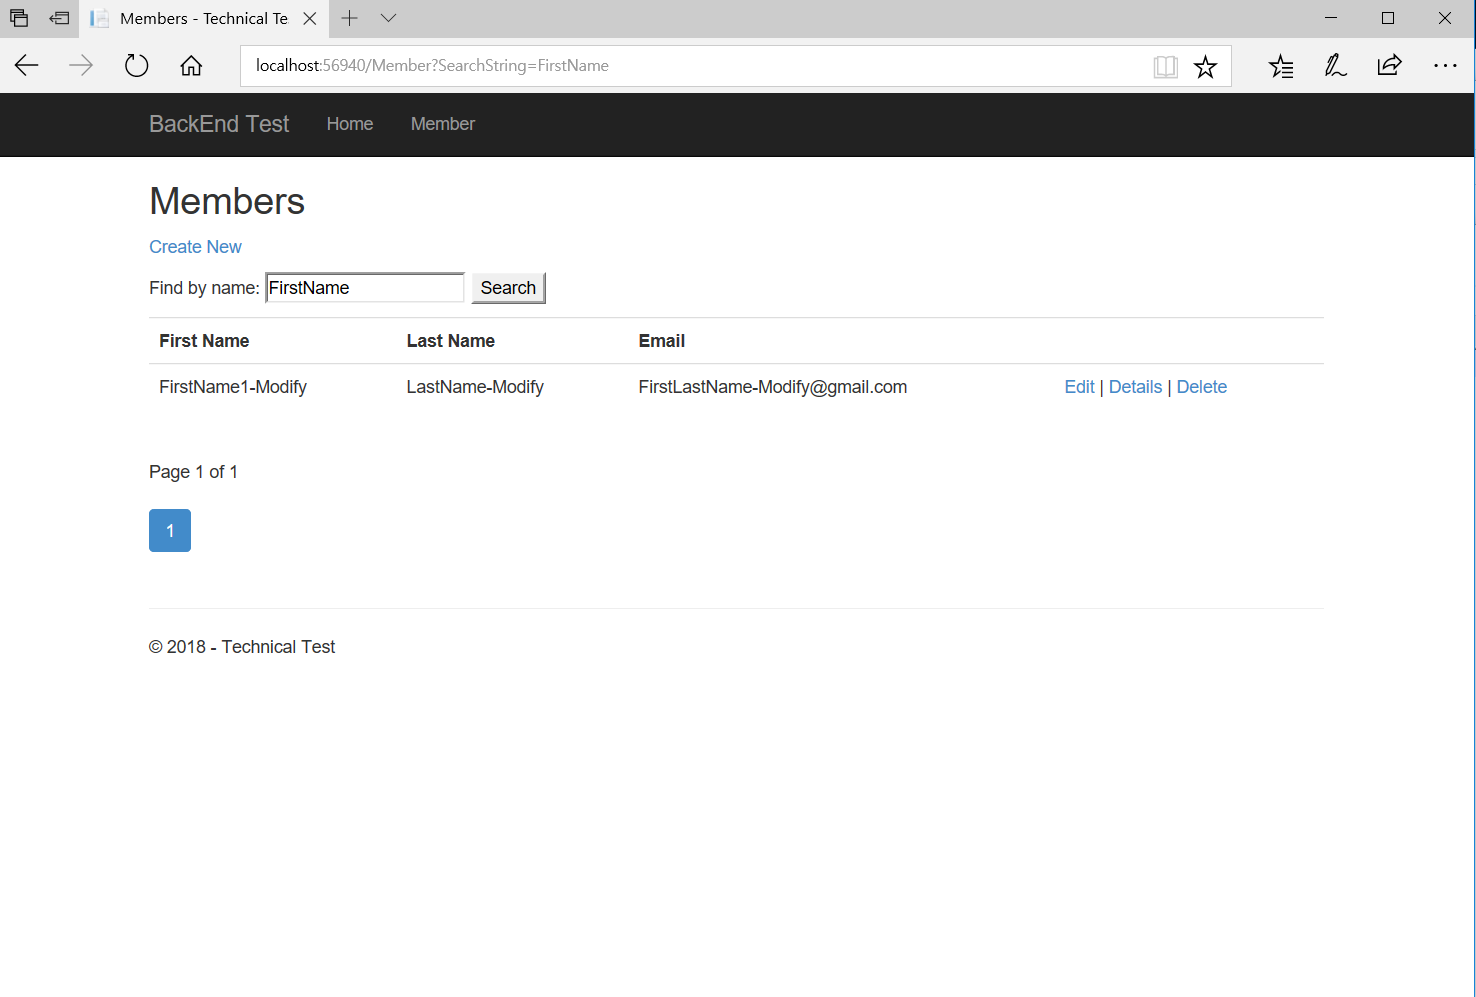 Members - Technical Te
localhost:56940/Member?SearchString=FirstName
BackEnd Test Home Member
Members
Create New
Find by name: FirstName Search
First Name Last Name Email
FirstName1-Modify LastName-Modify FirstLastName-Modify@gmail.com Edit | Details | Delete
Page 1 of 1
1
© 2018 - Technical Test